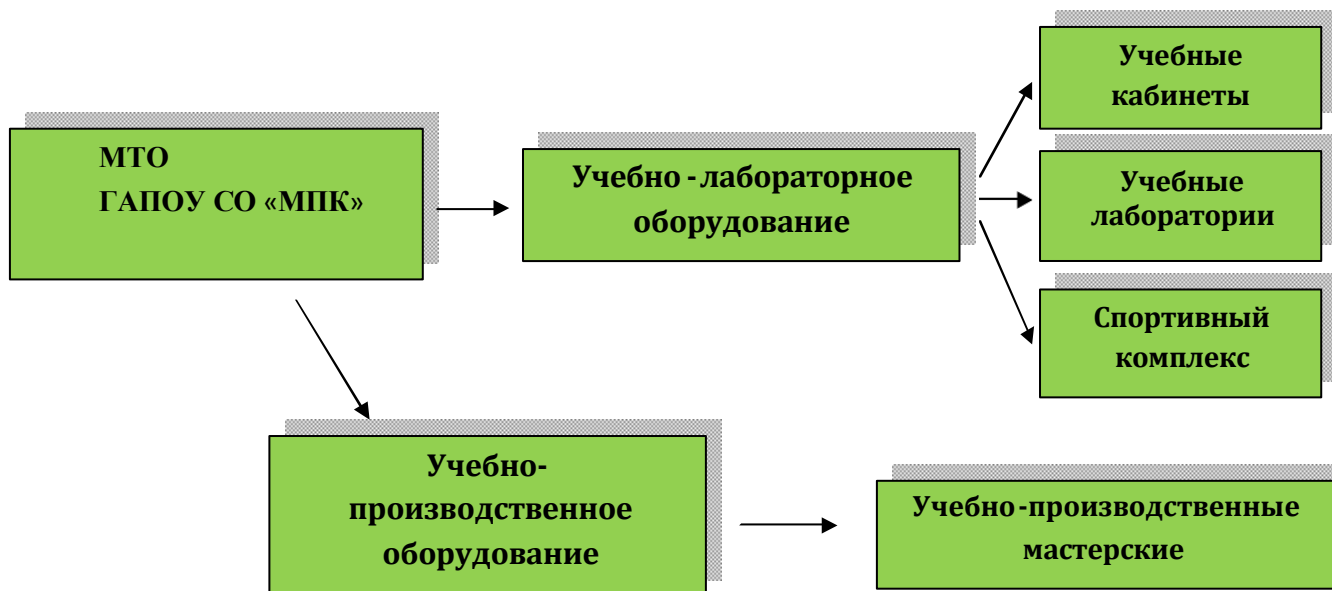 МТО
ГАПОУ СО «МПК»
Учебно - лабораторное
оборудование
Учебные
кабинеты
Учебные
лаборатории
Спортивный
комплекс
Учебно-
производственное
оборудование
Учебно-производственные
мастерские